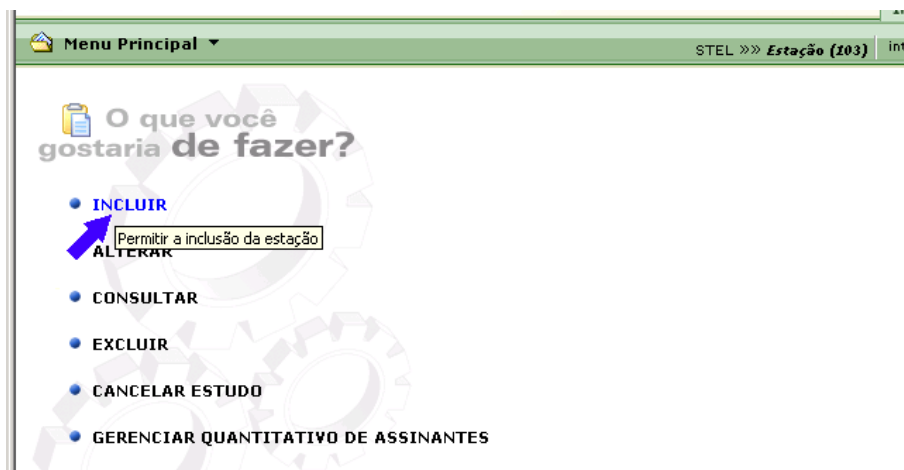 Menu Principal
STEL »» Estação (103)
O que você
gostaria de fazer?
INCLUIR
Permitir a inclusão da estação
ALTERAR
CONSULTAR
EXCLUIR
CANCELAR ESTUDO
GERENCIAR QUANTITATIVO DE ASSINANTES